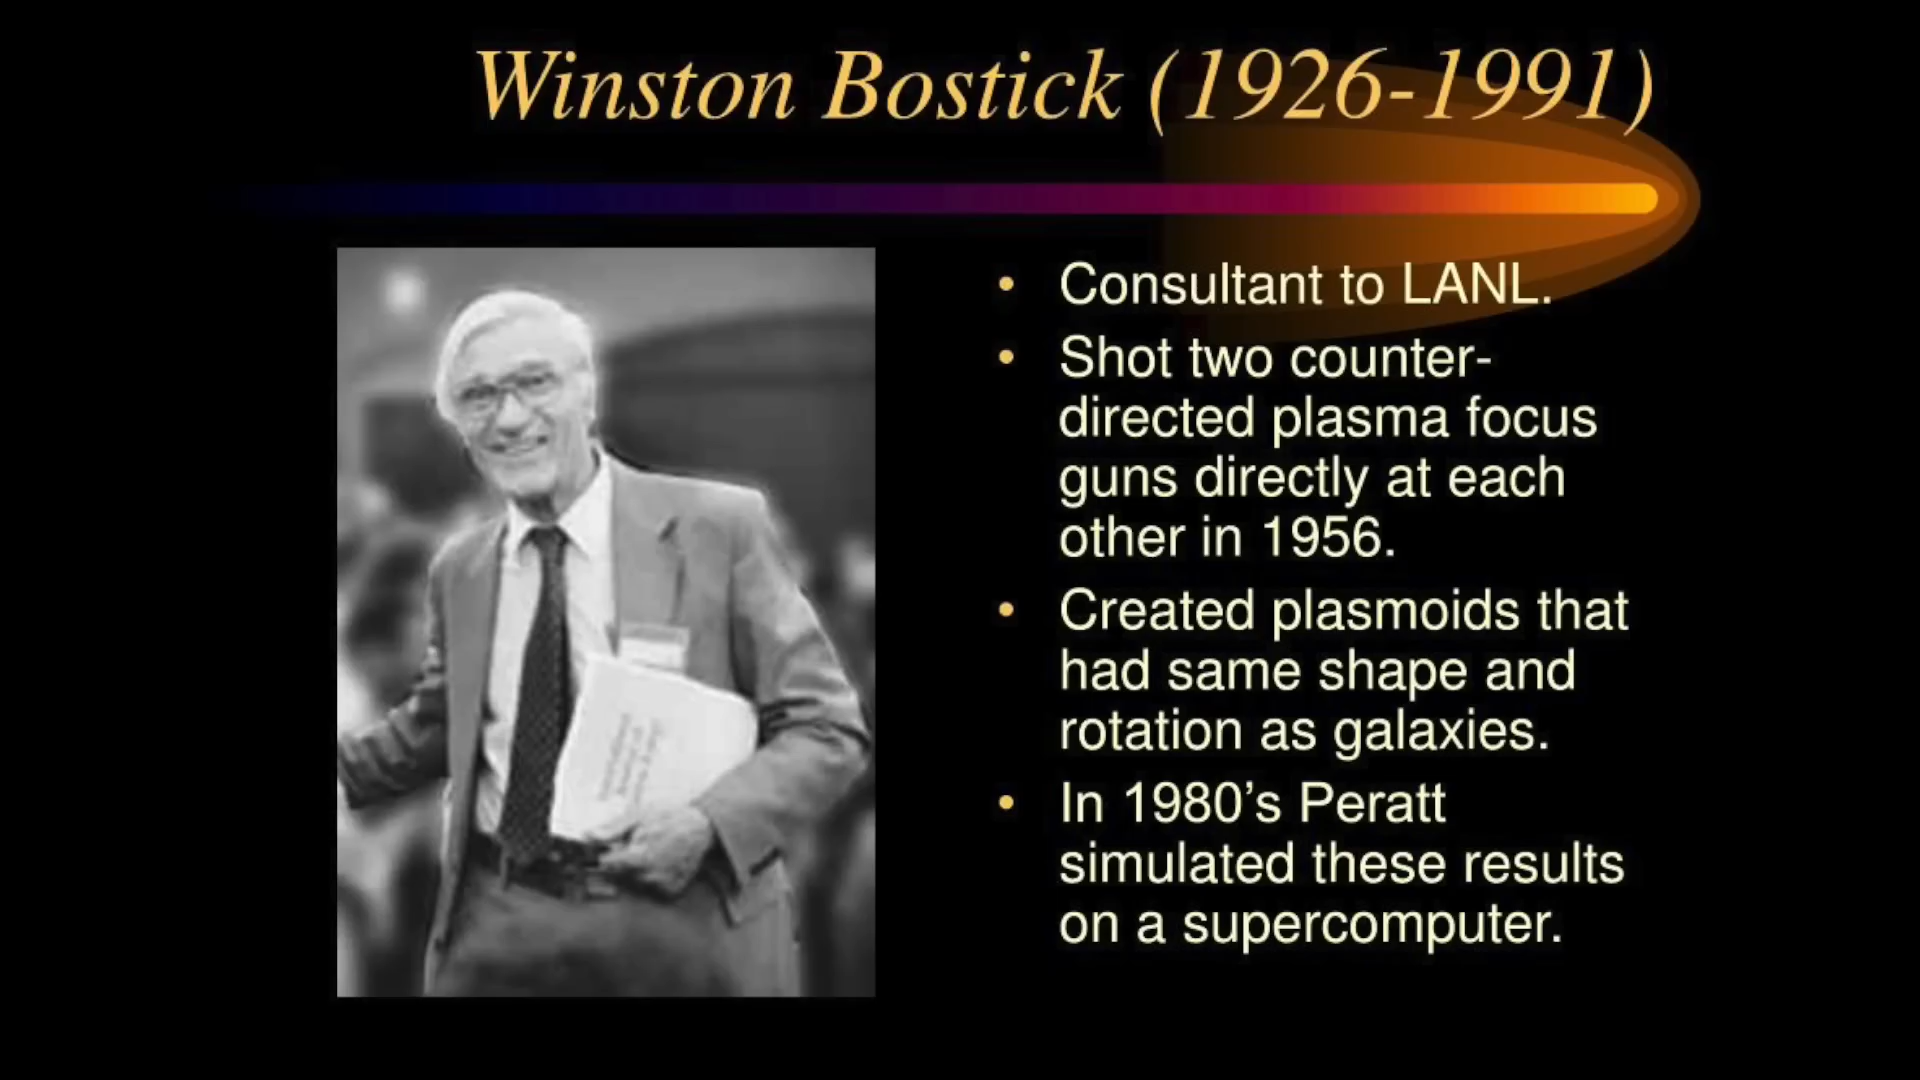 Winston Bostick (1926-1991)
• Consultant to LANL.
• Shot two counter-
directed plasma focus
guns directly at each
other in 1956.
• Created plasmoids that
had same shape and
rotation as galaxies.
• In 1980’s Peratt
simulated these results
on a supercomputer.